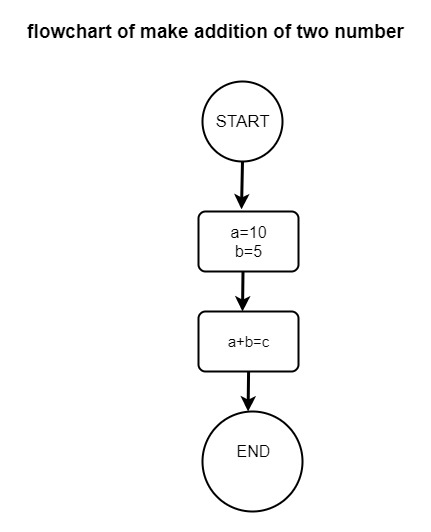 flowchart of make addition of two number
START
a=10
b=5
a+b=c
END